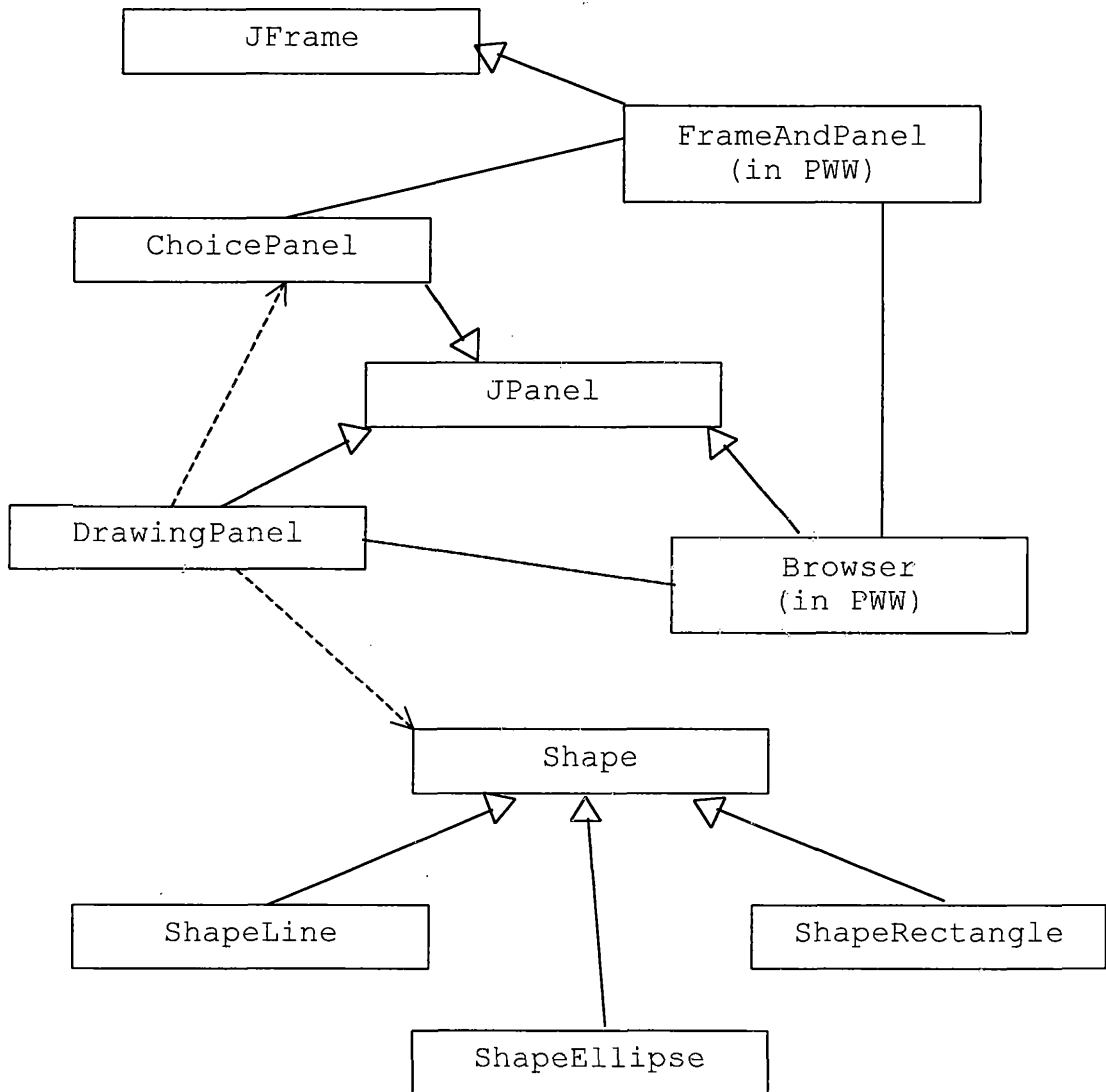 JFrame
FrameAndPanel
(in PWW)
ChoicePanel
JPanel
DrawingPanel
Browser
(in PWW)
Shape
ShapeLine
ShapeRectangle
ShapeEllipse